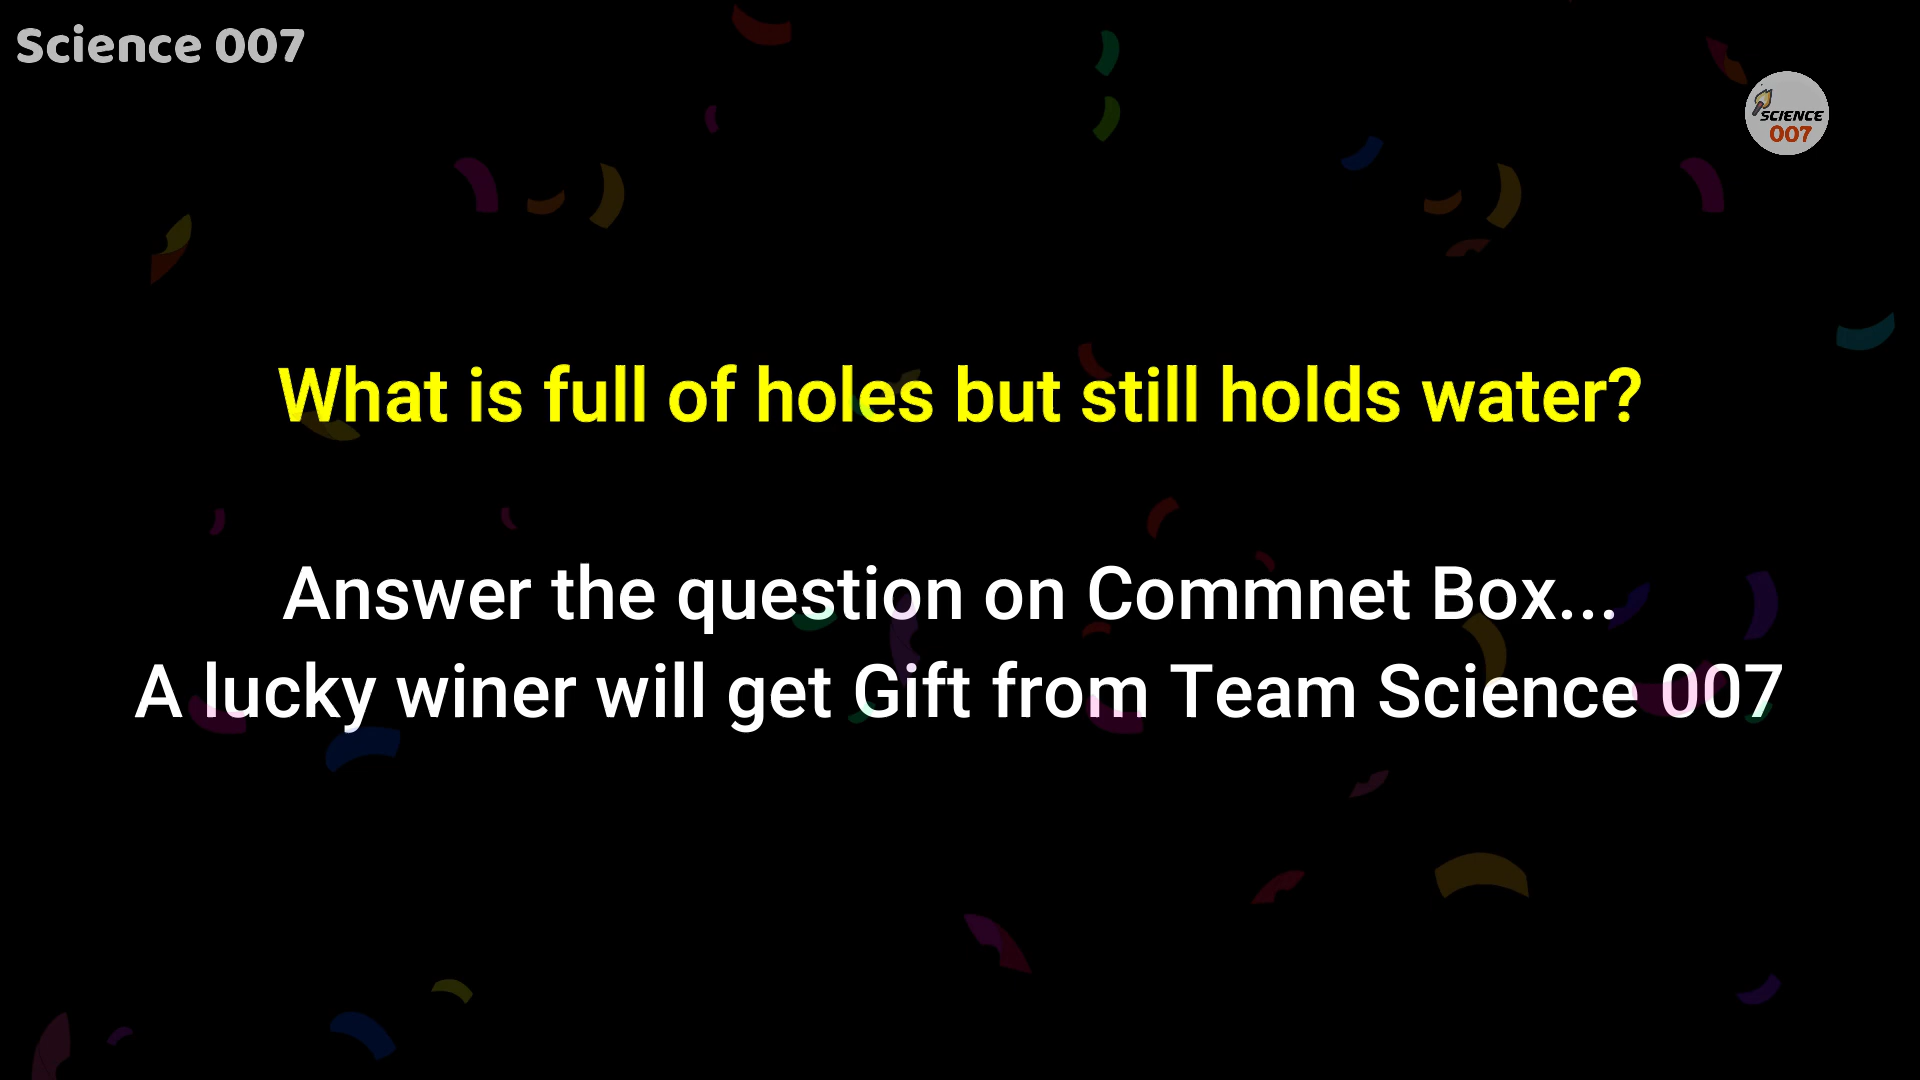 Science 007
SCIENCE
007
What is full of holes but still holds water?
Answer the question on Commnet Box...
A lucky winer will get Gift from Team Science 007